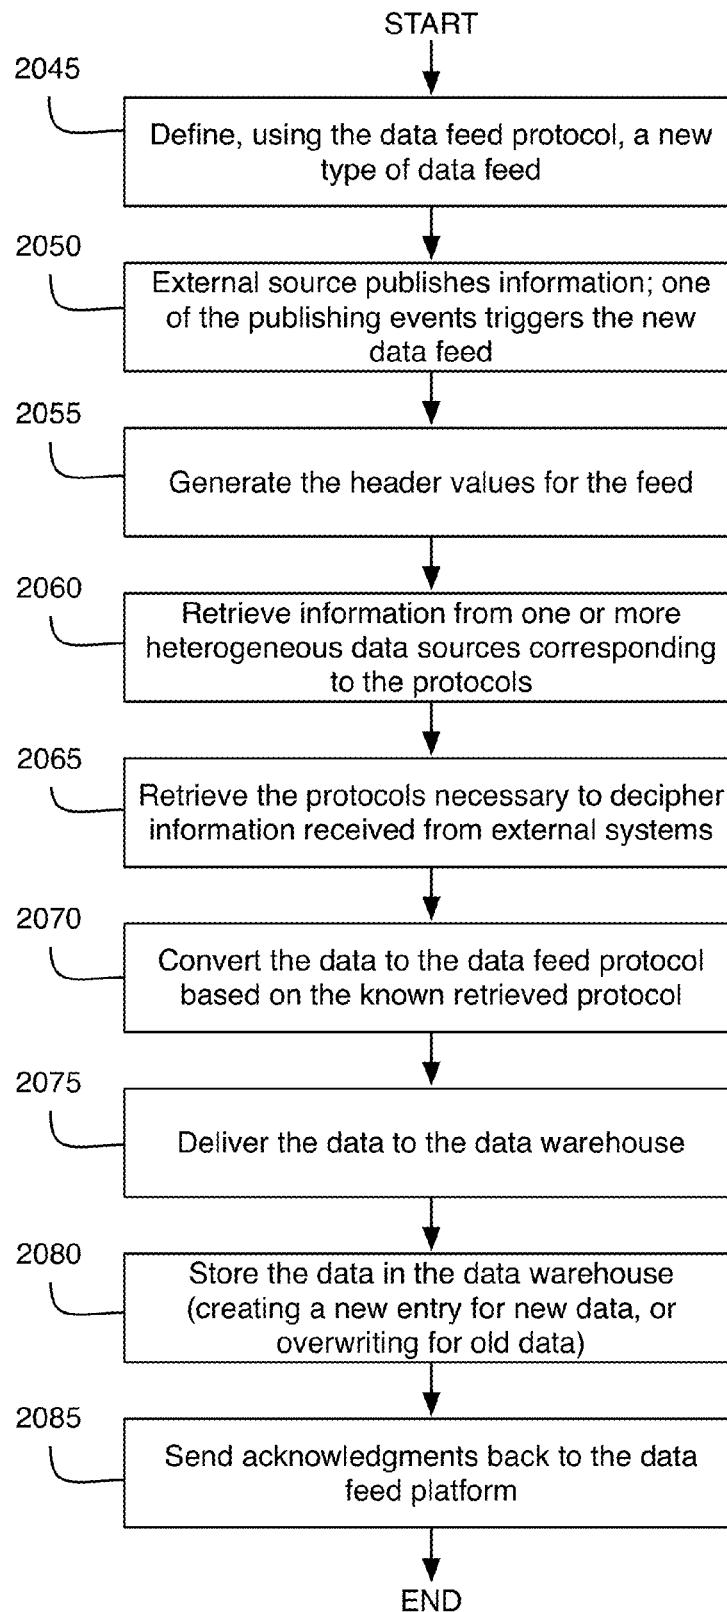 START
2045
Define, using the data feed protocol, a new
type of data feed
2050
External source publishes information; one
of the publishing events triggers the new
data feed
2055
Generate the header values for the feed
2060
Retrieve information from one or more
heterogeneous data sources corresponding
to the protocols
2065
Retrieve the protocols necessary to decipher
information received from external systems
2070
Convert the data to the data feed protocol
based on the known retrieved protocol
2075
Deliver the data to the data warehouse
2080
Store the data in the data warehouse
(creating a new entry for new data, or
overwriting for old data)
2085
Send acknowledgments back to the data
feed platform
END